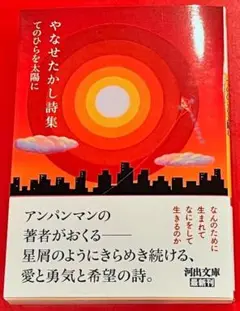 やなせたかし詩集
てのひらを太陽に
なんのために
生まれて
なにをして
生きるのか
アンパンマンの
著者がおくる──
星屑のようにきらめき続ける、
愛と勇気と希望の詩。
河出文庫
最新刊